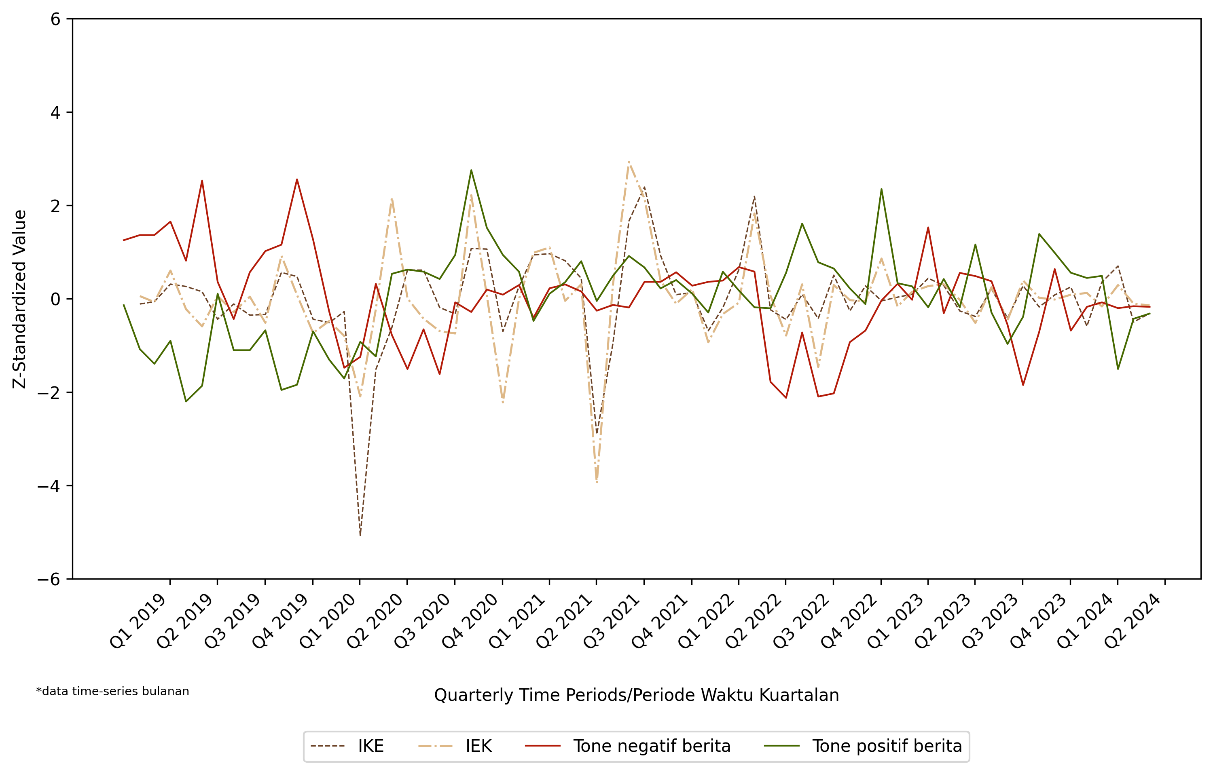 6
4
2
0
−2
−4
−6
Z-Standardized Value
Q1 2019
Q2 2019
Q3 2019
Q4 2019
Q1 2020
Q2 2020
Q3 2020
Q4 2020
Q1 2021
Q2 2021
Q3 2021
Q4 2021
Q1 2022
Q2 2022
Q3 2022
Q4 2022
Q1 2023
Q2 2023
Q3 2023
Q4 2023
Q1 2024
Q2 2024
*data time-series bulanan
Quarterly Time Periods/Periode Waktu Kuartalan
IKE IEK Tone negatif berita Tone positif berita